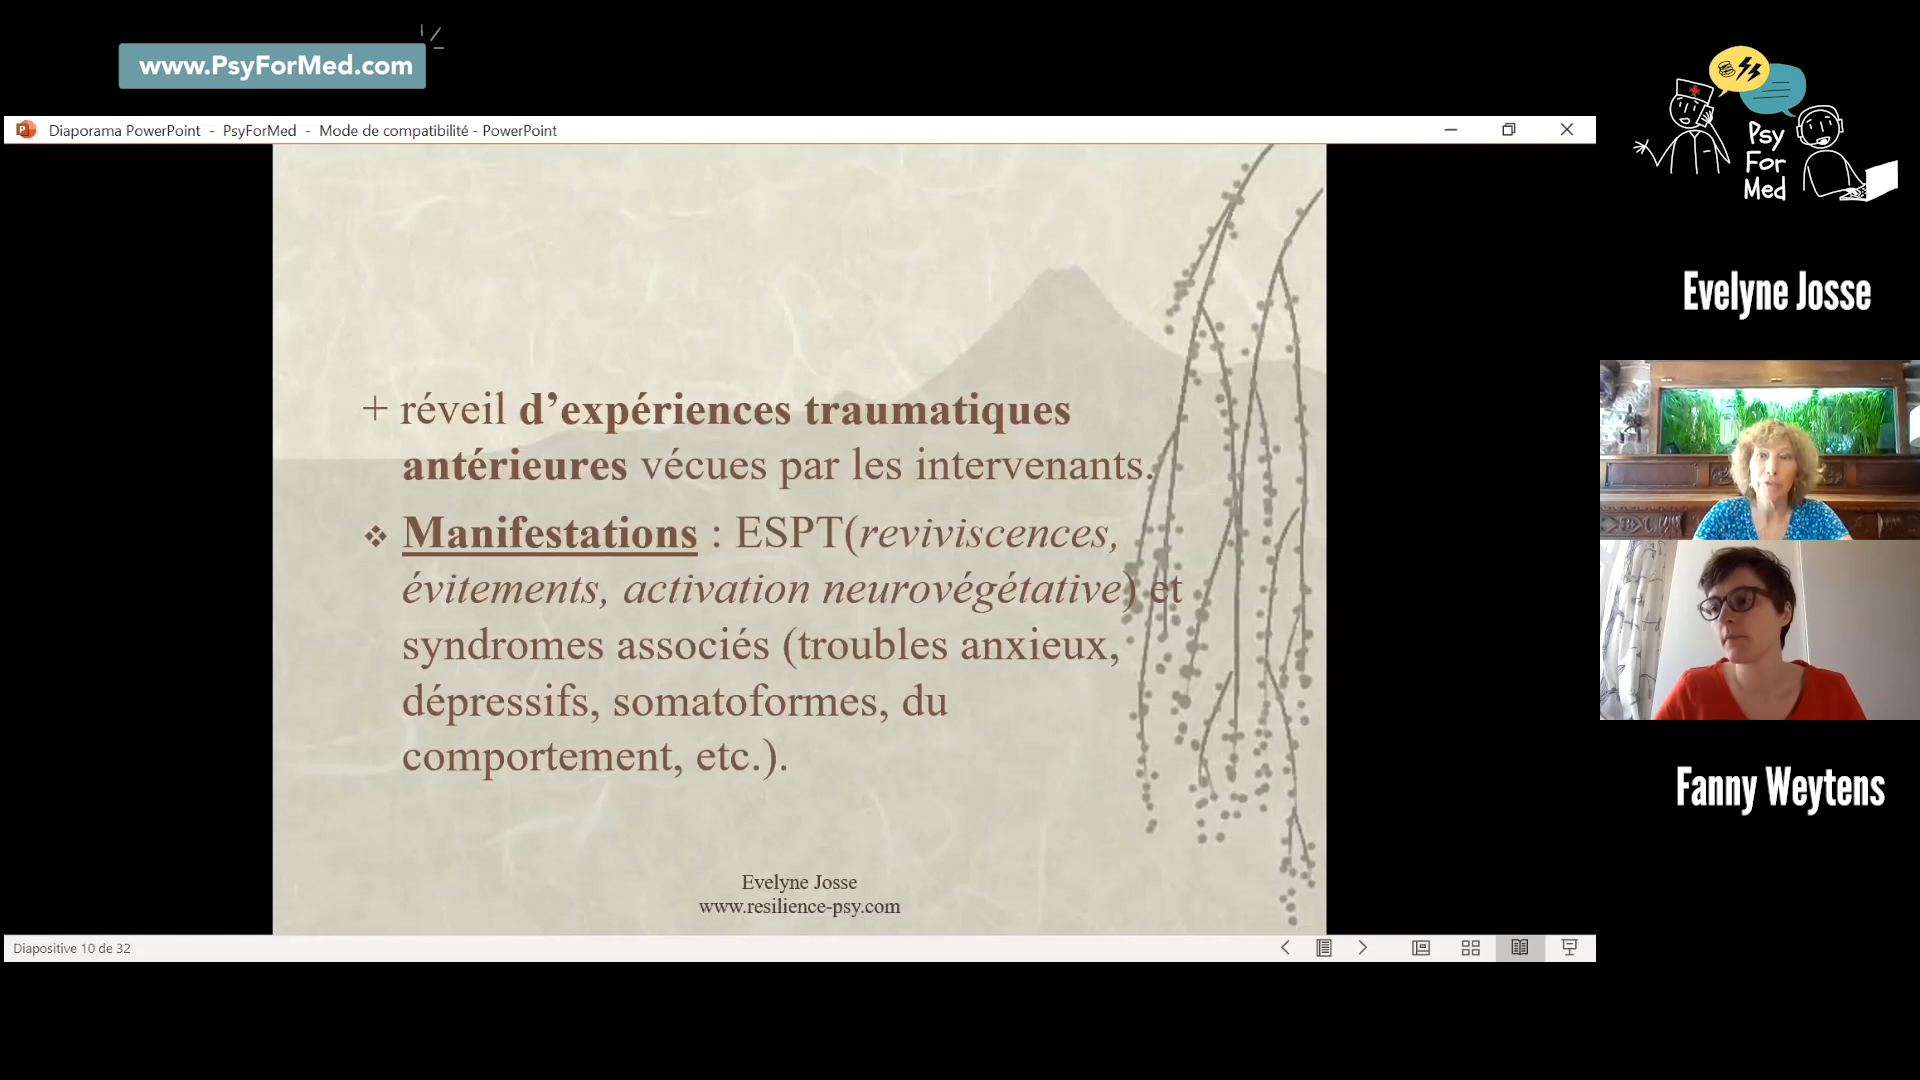 www.PsyForMed.com
Diaporama PowerPoint - PsyForMed - Mode de compatibilité - PowerPoint
Psy
For
Med
Evelyne Josse
+ réveil d’expériences traumatiques
antérieures vécues par les intervenants.
❖ Manifestations : ESPT(reviviscences,
évitements, activation neurovégétative) et
syndromes associés (troubles anxieux,
dépressifs, somatoformes, du
comportement, etc.).
Evelyne Josse
www.resilience-psy.com
Fanny Weytens
Diapositive 10 de 32